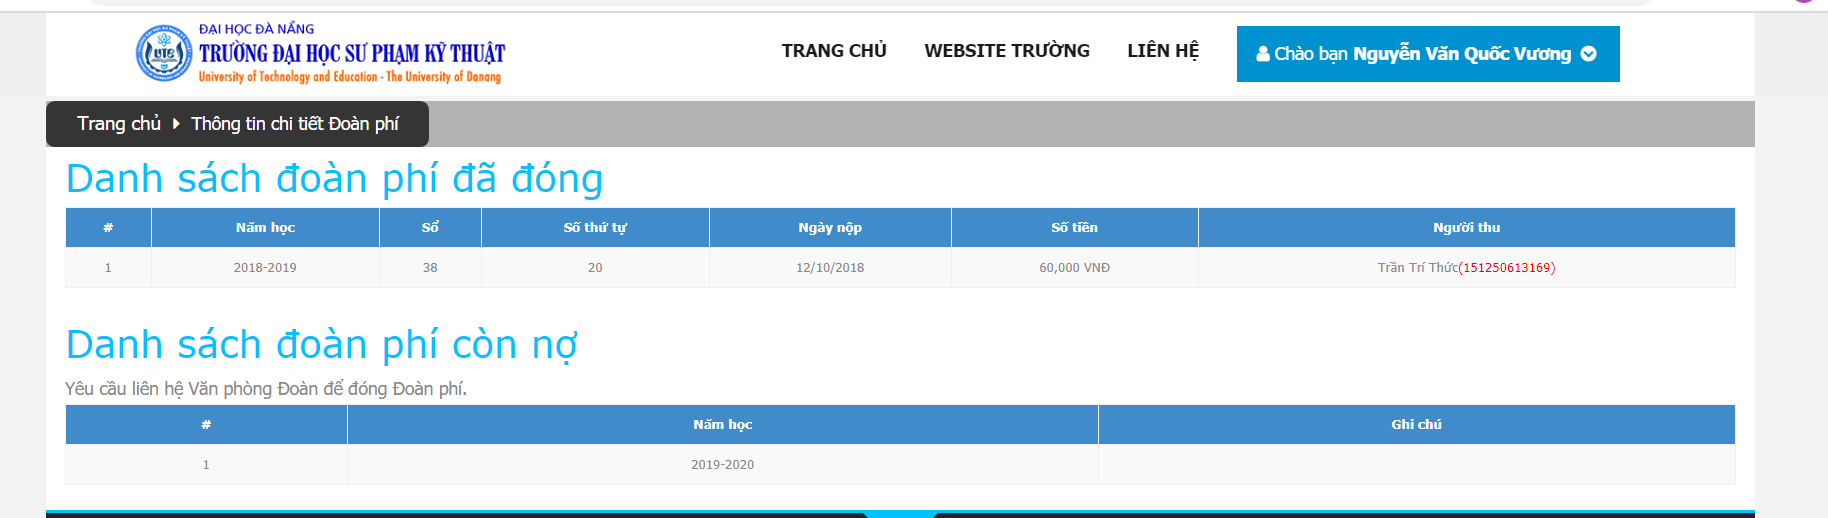 ĐẠI HỌC ĐÀ NẴNG
TRƯỜNG ĐẠI HỌC SƯ PHẠM KỸ THUẬT
University of Technology and Education - The University of Danang
UTE
TRANG CHỦ WEBSITE TRƯỜNG LIÊN HỆ Chào bạn Nguyễn Văn Quốc Vương
Trang chủ Thông tin chi tiết Đoàn phí
Danh sách đoàn phí đã đóng
# Năm học Sổ Số thứ tự Ngày nộp Số tiền Người thu
1 2018-2019 38 20 12/10/2018 60,000 VNĐ Trần Trí Thức(151250613169)
Danh sách đoàn phí còn nợ
Yêu cầu liên hệ Văn phòng Đoàn để đóng Đoàn phí.
# Năm học Ghi chú
1 2019-2020